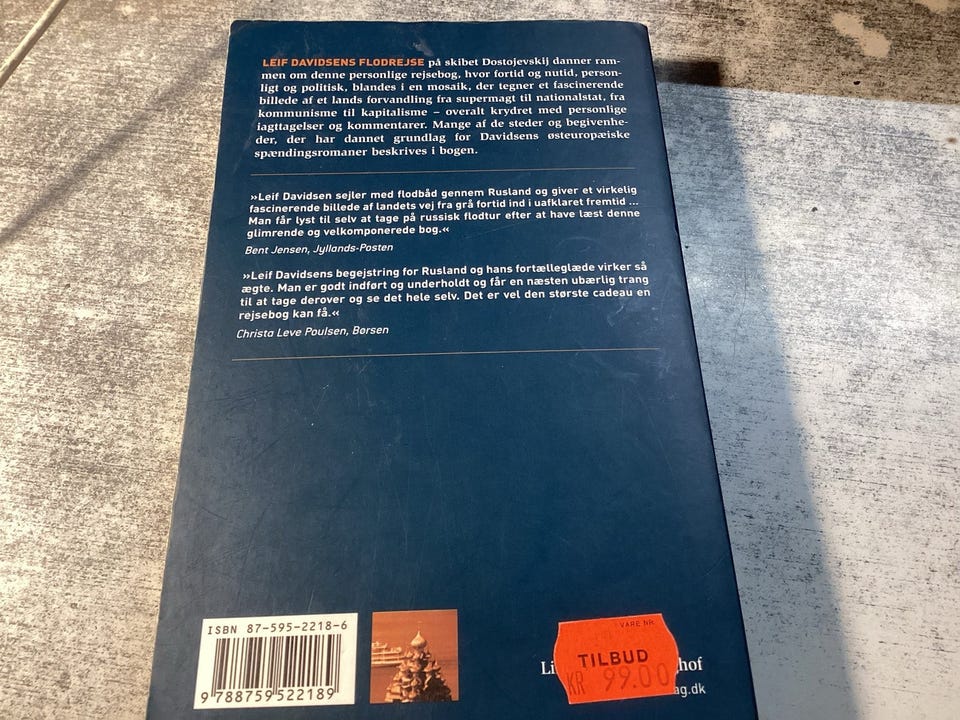 LEIF DAVIDSENS FLODREJSE på skibet Dostojevskij danner ram-
men om denne personlige rejsebog, hvor fortid og nutid, person-
ligt og politisk, blandes i en mosaik, der tegner et fascinerende
billede af et lands forvandling fra supermagt til nationalstat, fra
kommunisme til kapitalisme – overalt krydret med personlige
iagttagelser og kommentarer. Mange af de steder og begivenhe-
der, der har dannet grundlag for Davidsens østeuropæiske
spændingsromaner beskrives i bogen.
»Leif Davidsen sejler med flodbåd gennem Rusland og giver et virkelig
fascinerende billede af landets vej fra grå fortid ind i uafklaret fremtid ...
Man får lyst til selv at tage på russisk flodtur efter at have læst denne
glimrende og velkomponerede bog.«
Bent Jensen, Jyllands-Posten
»Leif Davidsens begejstring for Rusland og hans fortælleglæde virker så
ægte. Man er godt indført og underholdt og får en næsten ubærlig trang
til at tage derover og se det hele selv. Det er vel den største cadeau en
rejsebog kan få.«
Christa Leve Poulsen, Børsen
ISBN 87-595-2218-6
9 788759 522189
VARE NR.
TILBUD
KR 99.00
Li hof
ag.dk